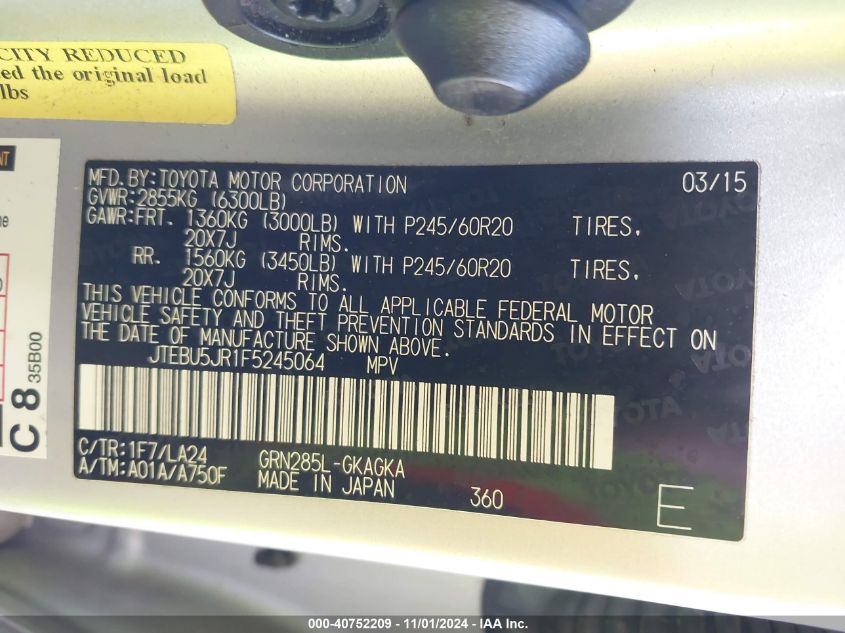 CITY REDUCED
ed the original load
lbs
NT
ne
C 8
35B00
MFD.BY:TOYOTA MOTOR CORPORATION 03/15
GVWR:2855KG (6300LB)
GAWR:FRT. 1360KG (3000LB) WITH P245/60R20 TIRES,
20X7J RIMS.
RR. 1560KG (3450LB) WITH P245/60R20 TIRES,
20X7J RIMS.
THIS VEHICLE CONFORMS TO ALL APPLICABLE FEDERAL MOTOR
VEHICLE SAFETY AND THEFT PREVENTION STANDARDS IN EFFECT ON
THE DATE OF MANUFACTURE SHOWN ABOVE.
JTEBU5JR1F5245064 MPV
C/TR:1F7/LA24 GRN285L-GKAGKA
A/TM:A01A/A750F MADE IN JAPAN 360 E
000-40752209 - 11/01/2024 - IAA Inc.